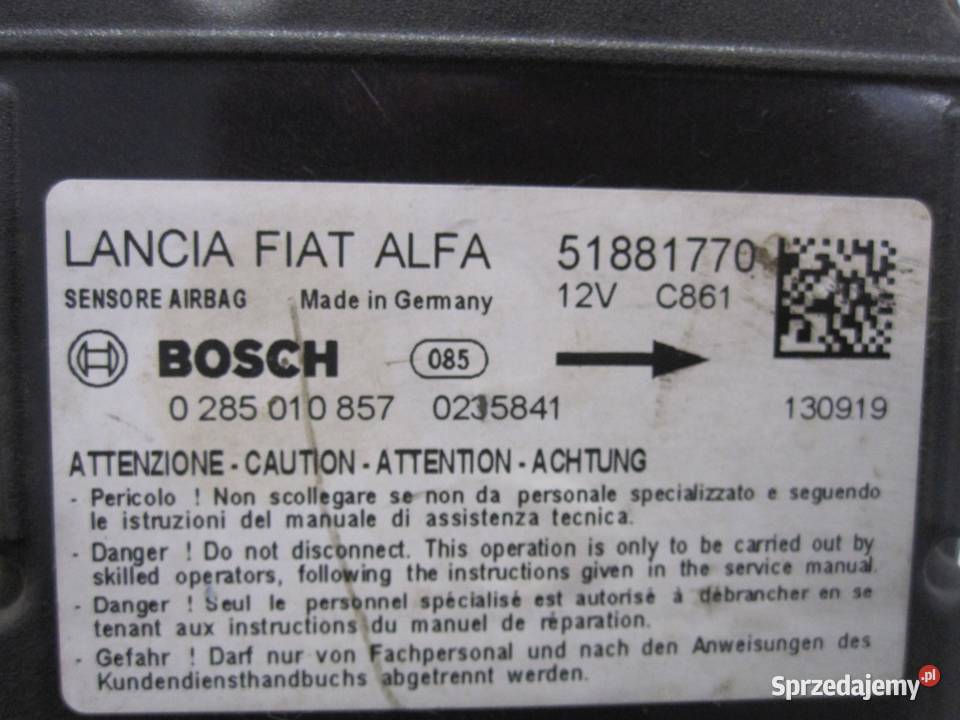 LANCIA FIAT ALFA 51881770
SENSORE AIRBAG Made in Germany 12V C861
BOSCH 085
0 285 010 857 0235841 130919
ATTENZIONE - CAUTION - ATTENTION - ACHTUNG
- Pericolo ! Non scollegare se non da personale specializzato e seguendo
le istruzioni del manuale di assistenza tecnica.
- Danger ! Do not disconnect. This operation is only to be carried out by
skilled operators, following the instructions given in the service manual.
- Danger ! Seul le personnel spécialisé est autorisé à débrancher en se
tenant aux instructions du manuel de réparation.
- Gefahr ! Darf nur von Fachpersonal und nach den Anweisungen des
Kundendiensthandbuchs abgetrennt werden.
Sprzedajemy.pl